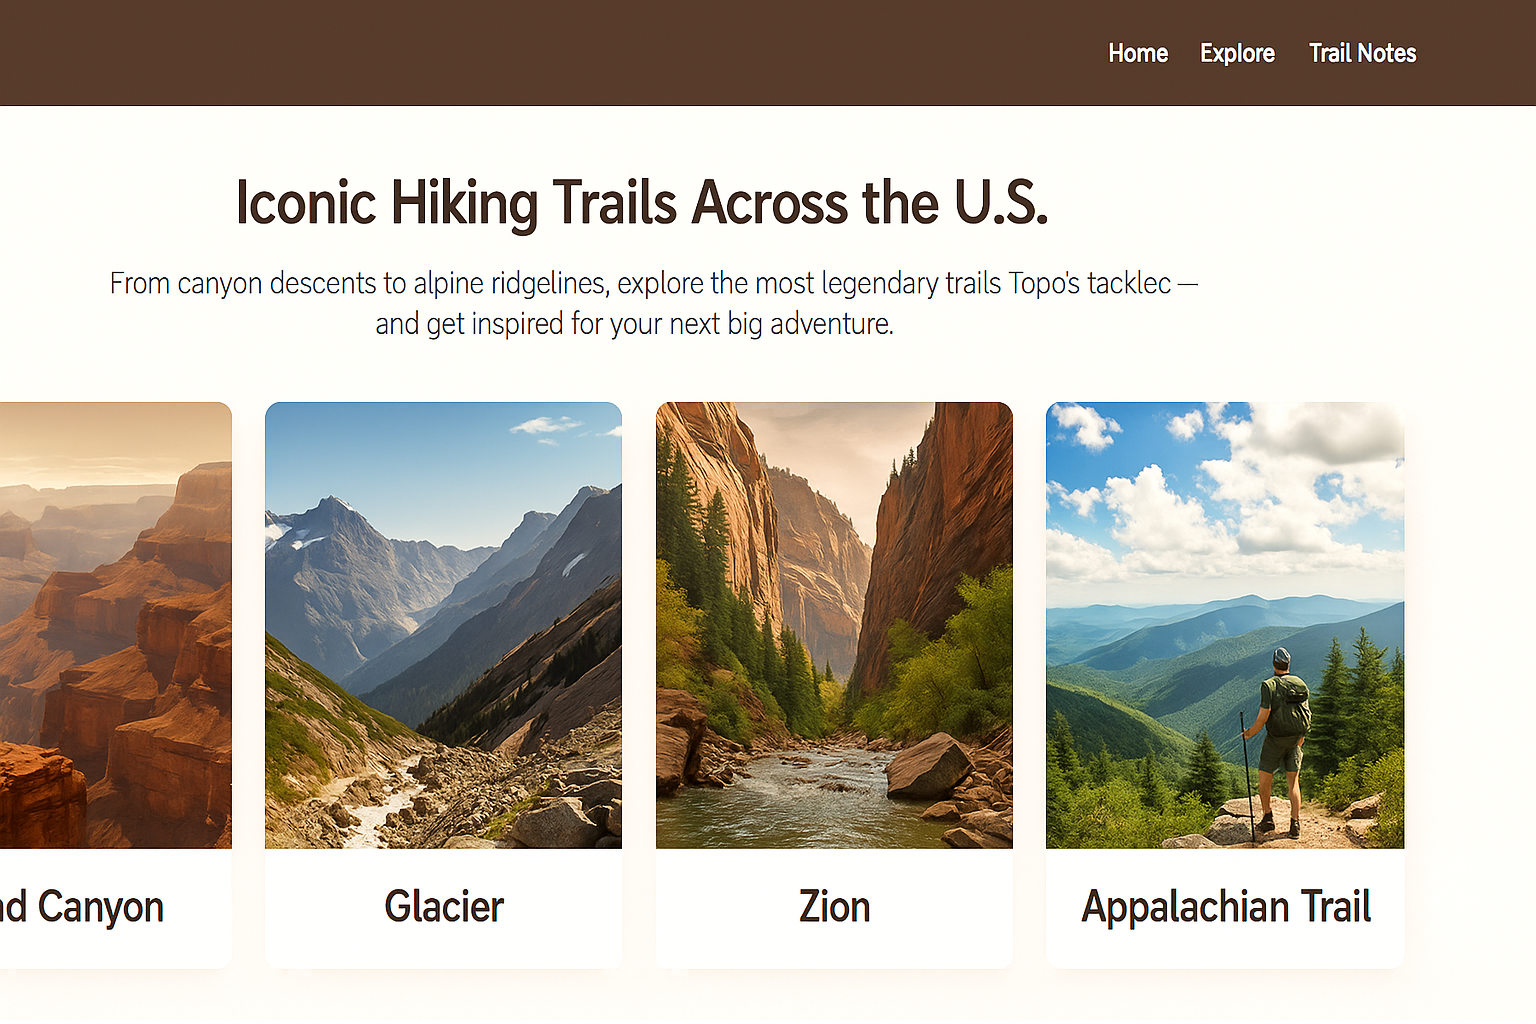 Home Explore Trail Notes
Iconic Hiking Trails Across the U.S.
From canyon descents to alpine ridgelines, explore the most legendary trails Topo's tacklec —
and get inspired for your next big adventure.
nd Canyon
Glacier
Zion
Appalachian Trail